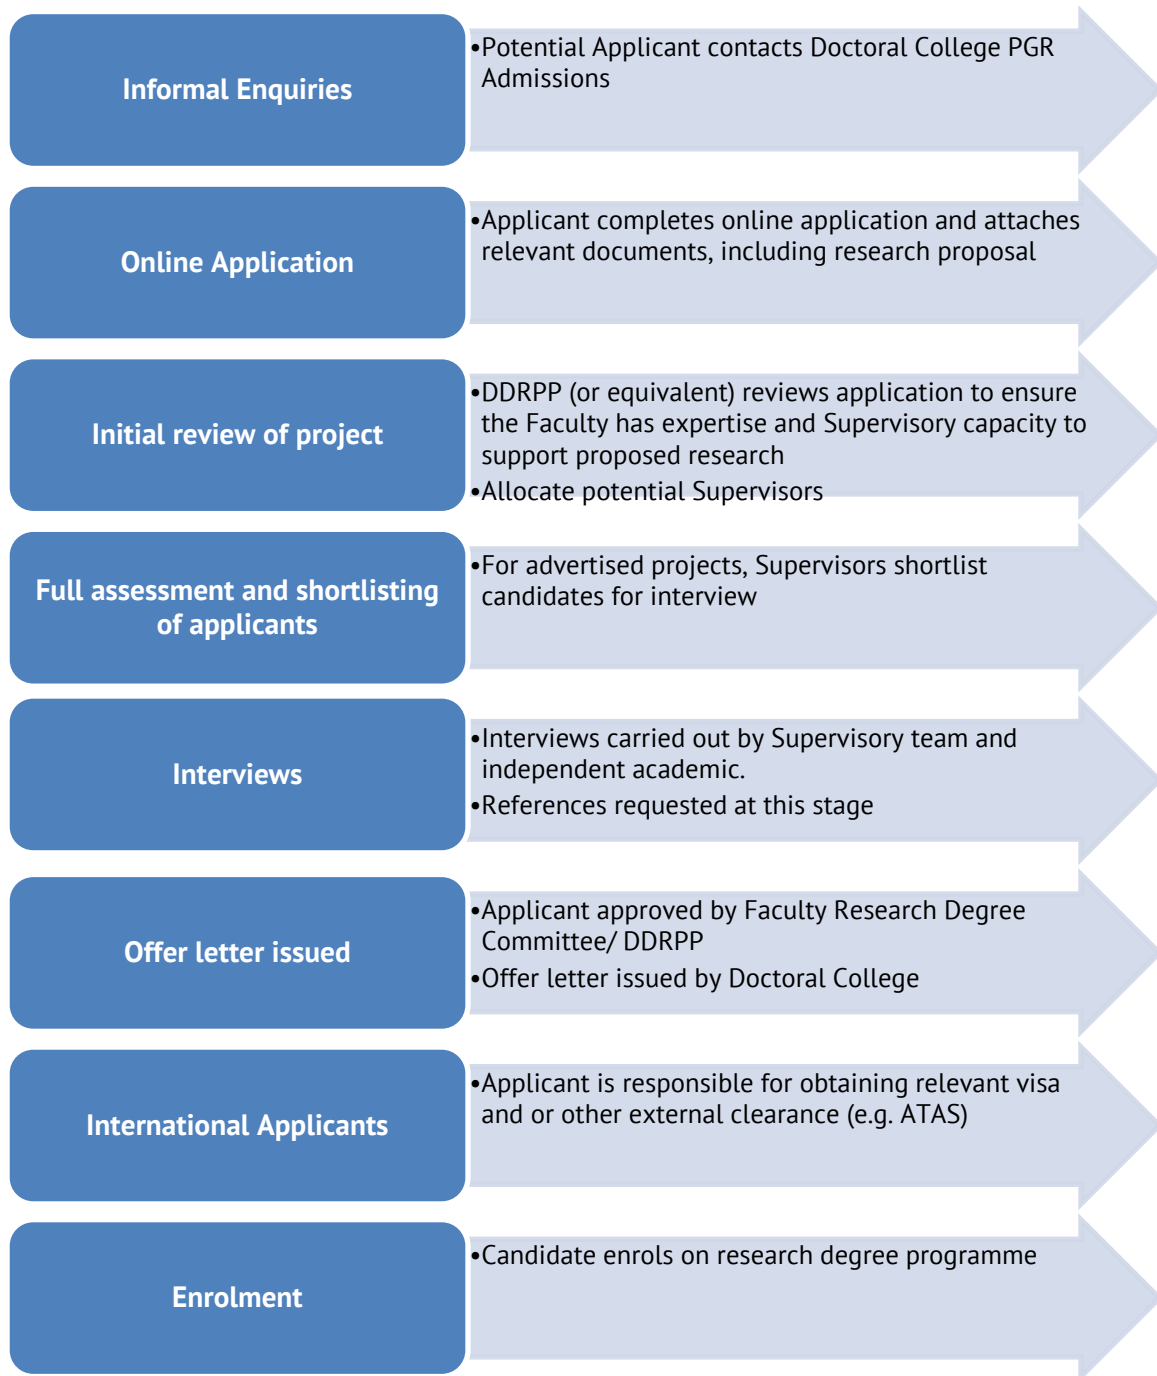 Informal Enquiries
•Potential Applicant contacts Doctoral College PGR
Admissions
Online Application
•Applicant completes online application and attaches
relevant documents, including research proposal
Initial review of project
•DDRPP (or equivalent) reviews application to ensure
the Faculty has expertise and Supervisory capacity to
support proposed research
•Allocate potential Supervisors
Full assessment and shortlisting
of applicants
•For advertised projects, Supervisors shortlist
candidates for interview
Interviews
•Interviews carried out by Supervisory team and
independent academic.
•References requested at this stage
Offer letter issued
•Applicant approved by Faculty Research Degree
Committee/ DDRPP
•Offer letter issued by Doctoral College
International Applicants
•Applicant is responsible for obtaining relevant visa
and or other external clearance (e.g. ATAS)
Enrolment
•Candidate enrols on research degree programme